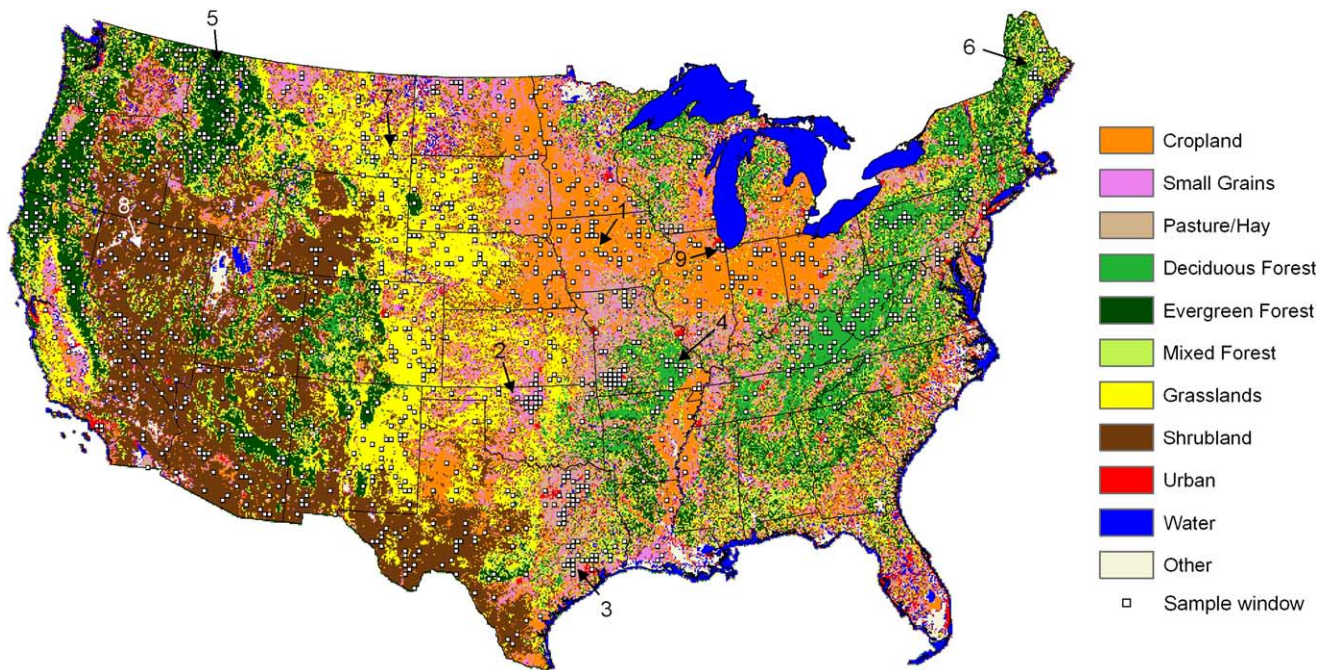 5
6
7
8
1
9
2
4
3
Cropland
Small Grains
Pasture/Hay
Deciduous Forest
Evergreen Forest
Mixed Forest
Grasslands
Shrubland
Urban
Water
Other
Sample window